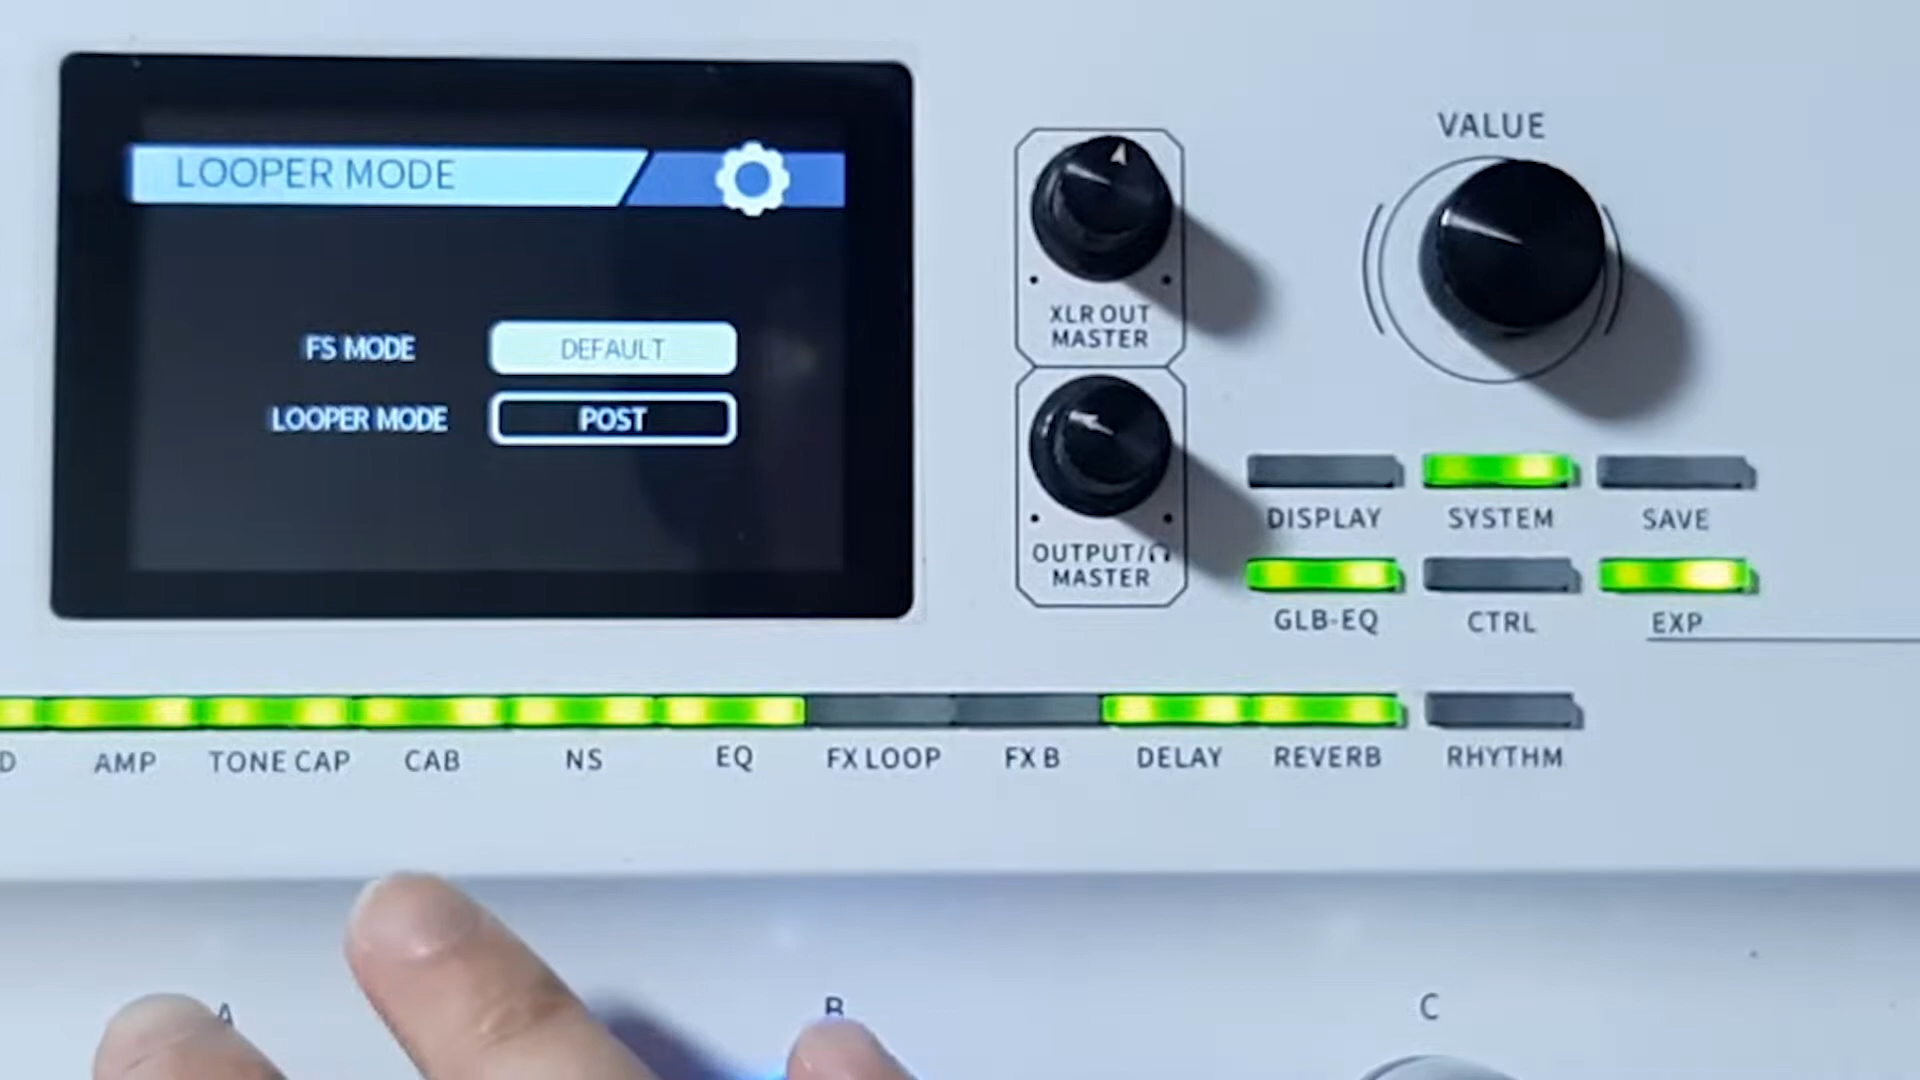 LOOPER MODE
FS MODE DEFAULT
LOOPER MODE POST
VALUE
XLR OUT
MASTER
OUTPUT/
MASTER
DISPLAY SYSTEM SAVE
GLB-EQ CTRL EXP
D AMP TONE CAP CAB NS EQ FX LOOP FX B DELAY REVERB RHYTHM
A B C